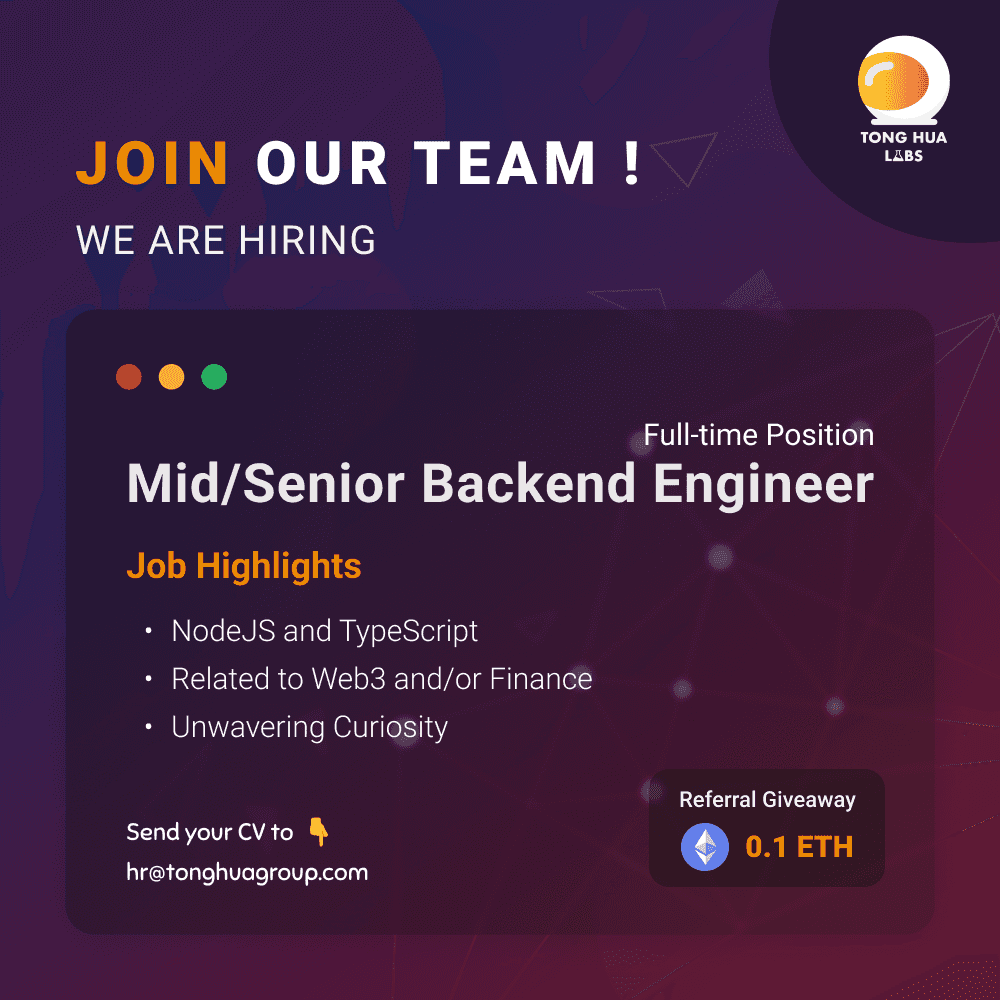 TONG HUA
LABS
JOIN OUR TEAM !
WE ARE HIRING
Full-time Position
Mid/Senior Backend Engineer
Job Highlights
• NodeJS and TypeScript
• Related to Web3 and/or Finance
• Unwavering Curiosity
Send your CV to 👇
hr@tonghuagroup.com
Referral Giveaway
0.1 ETH